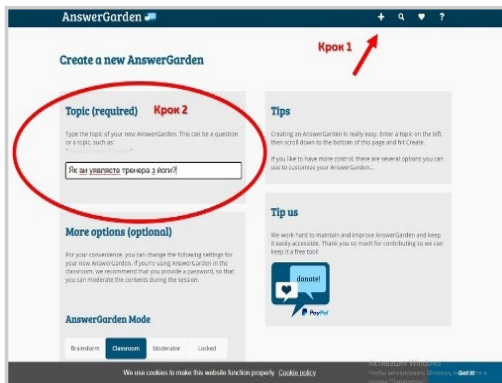 AnswerGarden
+
?
Крок 1
Create a new AnswerGarden
Topic (required) Крок 2
Type the topic of your new AnswerGarden. This can be a question
or a topic, such as:
Як ви уявляєте тренера з йоги?
More options (optional)
For your convenience, you can change the following settings for
your new AnswerGarden. If you're using AnswerGarden in the
classroom, we recommend that you provide a password, so that
you can moderate the contents during the session.
AnswerGarden Mode
Brainstorm Classroom Moderator Locked
Tips
Creating an AnswerGarden is really easy. Enter a topic on the left,
then scroll down to the bottom of this page and hit Create.
If you like to have more control, there are several options you can
use to customize your AnswerGarden...
Tip us
We work hard to maintain and improve AnswerGarden and keep
it easily accessible. Thank you so much for contributing so we can
keep it a free tool!
donate!
PayPal
Активация Windows
We use cookies to make this website function properly. Cookie policy
Got it!